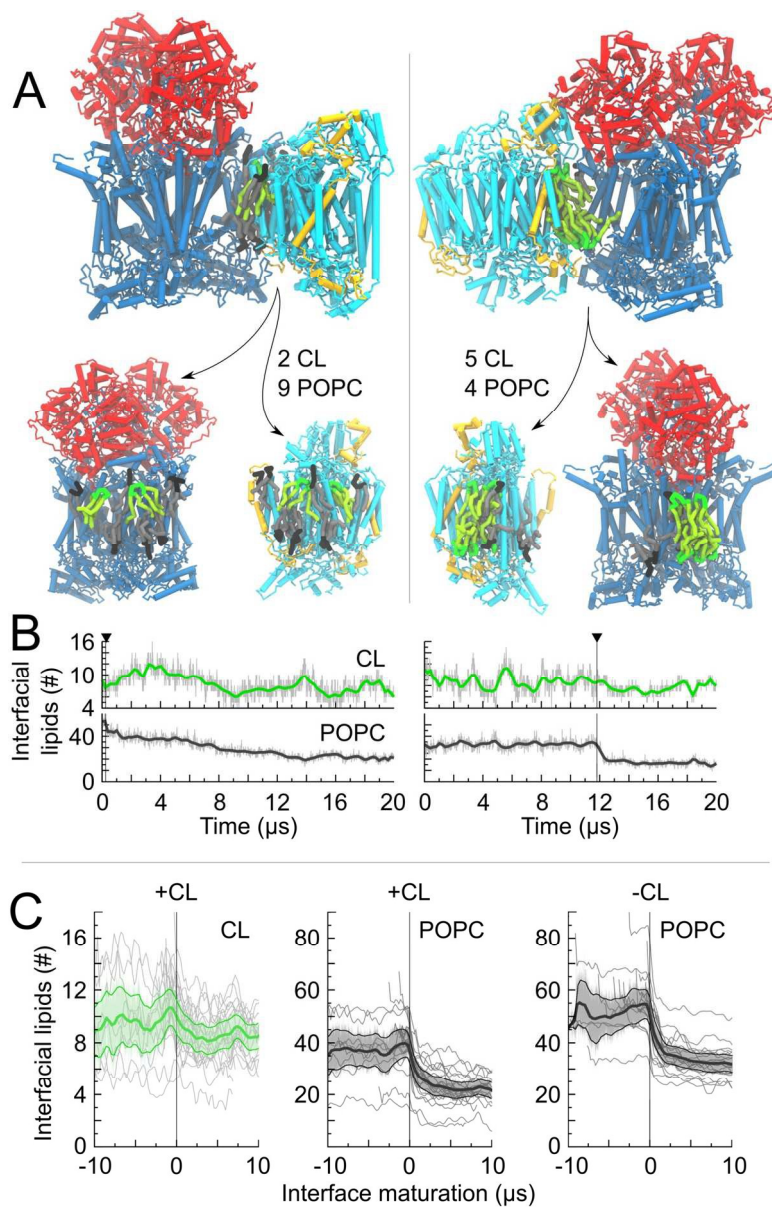 A
2 CL
9 POPC
5 CL
4 POPC
B
Interfacial
lipids (#)
16
10
4
CL
40
0
POPC
0 4 8 12 16 20
Time (µs)
0 4 8 12 16 20
Time (µs)
C
+CL
+CL
-CL
Interfacial lipids (#)
CL
16
12
8
4
0
POPC
80
60
40
20
POPC
80
60
40
20
0
-10 0 10
-10 0 10
-10 0 10
Interface maturation (µs)